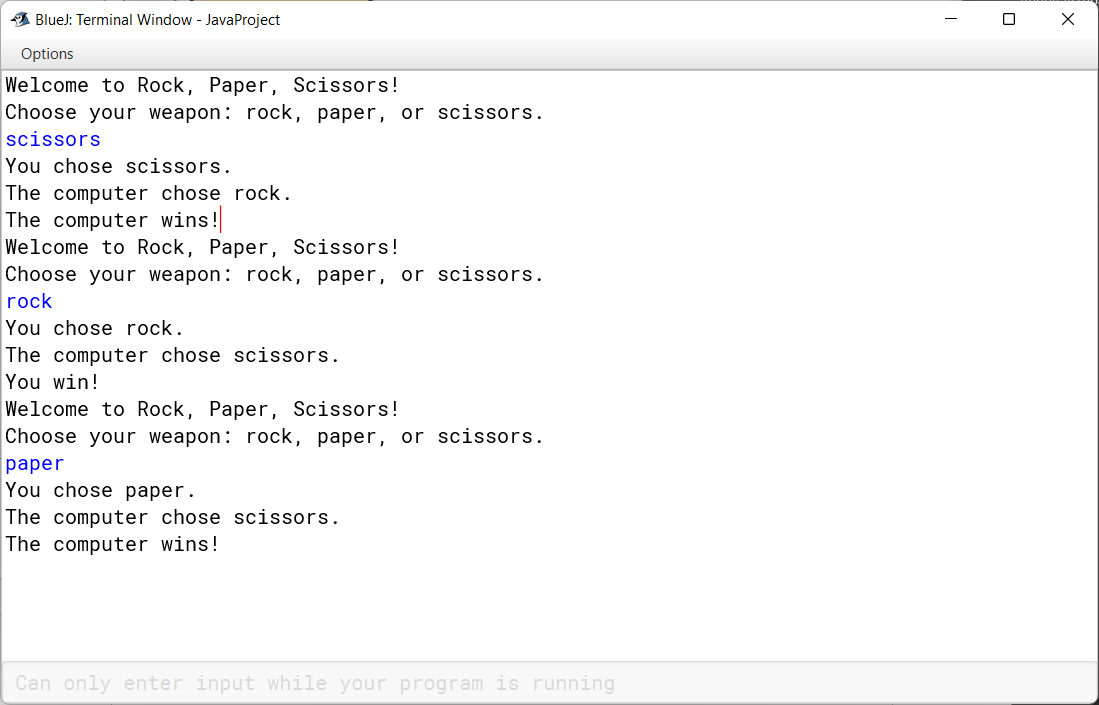 BlueJ: Terminal Window - JavaProject
Options
Welcome to Rock, Paper, Scissors!
Choose your weapon: rock, paper, or scissors.
scissors
You chose scissors.
The computer chose rock.
The computer wins!
Welcome to Rock, Paper, Scissors!
Choose your weapon: rock, paper, or scissors.
rock
You chose rock.
The computer chose scissors.
You win!
Welcome to Rock, Paper, Scissors!
Choose your weapon: rock, paper, or scissors.
paper
You chose paper.
The computer chose scissors.
The computer wins!
Can only enter input while your program is running